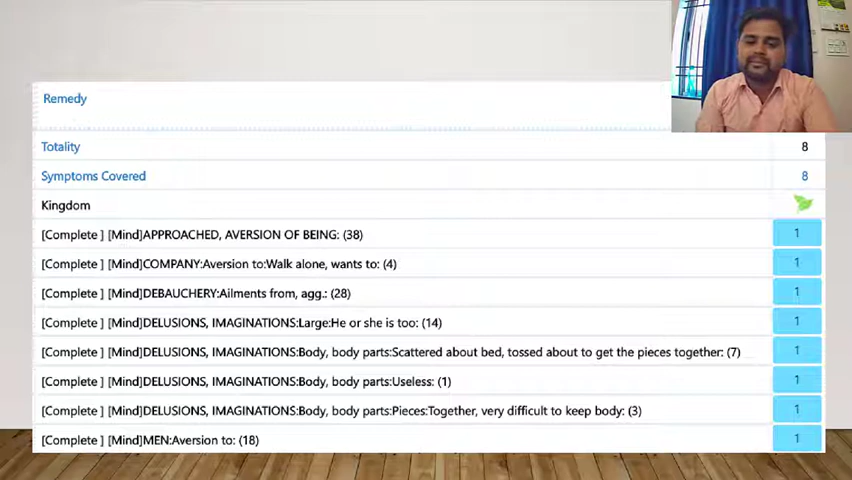 Remedy
Totality 8
Symptoms Covered 8
Kingdom
[Complete ] [Mind]APPROACHED, AVERSION OF BEING: (38) 1
[Complete ] [Mind]COMPANY:Aversion to:Walk alone, wants to: (4) 1
[Complete ] [Mind]DEBAUCHERY:Ailments from, agg.: (28) 1
[Complete ] [Mind]DELUSIONS, IMAGINATIONS:Large:He or she is too: (14) 1
[Complete ] [Mind]DELUSIONS, IMAGINATIONS:Body, body parts:Scattered about bed, tossed about to get the pieces together: (7) 1
[Complete ] [Mind]DELUSIONS, IMAGINATIONS:Body, body parts:Useless: (1) 1
[Complete ] [Mind]DELUSIONS, IMAGINATIONS:Body, body parts:Pieces:Together, very difficult to keep body: (3) 1
[Complete ] [Mind]MEN:Aversion to: (18) 1